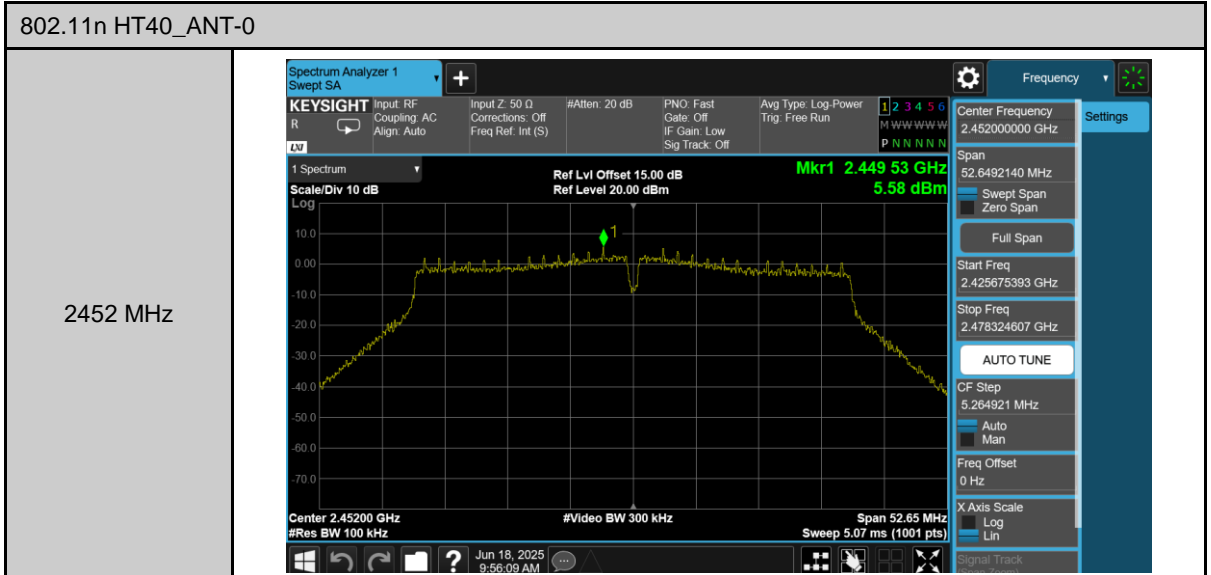 802.11n HT40_ANT-0
2452 MHz
Spectrum Analyzer 1
Swept SA
+
Frequency
KEYSIGHT
R
LXI
Input: RF
Coupling: AC
Align: Auto
Input Z: 50 Ω
Corrections: Off
Freq Ref: Int (S)
#Atten: 20 dB
PNO: Fast
Gate: Off
IF Gain: Low
Sig Track: Off
Avg Type: Log-Power
Trig: Free Run
1 2 3 4 5 6
M W W W W W
P N N N N N
1 Spectrum
Scale/Div 10 dB
Log
Ref Lvl Offset 15.00 dB
Ref Level 20.00 dBm
Mkr1 2.449 53 GHz
5.58 dBm
1
10.0
0.00
-10.0
-20.0
-30.0
-40.0
-50.0
-60.0
-70.0
Center 2.45200 GHz
#Res BW 100 kHz
#Video BW 300 kHz
Span 52.65 MHz
Sweep 5.07 ms (1001 pts)
?
Jun 18, 2025
9:56:09 AM
Center Frequency
2.452000000 GHz
Settings
Span
52.6492140 MHz
Swept Span
Zero Span
Full Span
Start Freq
2.425675393 GHz
Stop Freq
2.478324607 GHz
AUTO TUNE
CF Step
5.264921 MHz
Auto
Man
Freq Offset
0 Hz
X Axis Scale
Log
Lin
Signal Track
(Span Zoom)